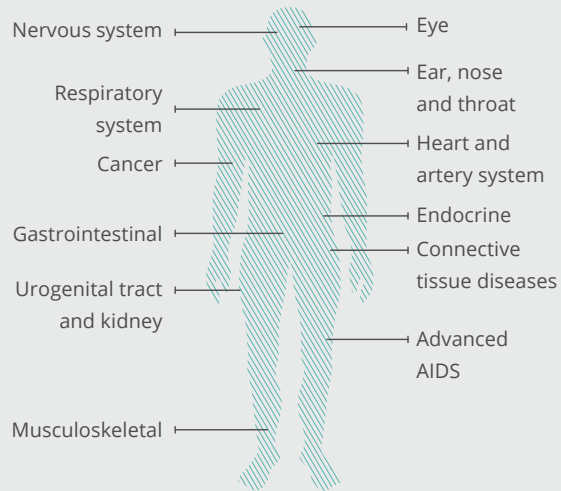 Nervous system
Respiratory
system
Cancer
Gastrointestinal
Urogenital tract
and kidney
Musculoskeletal
Eye
Ear, nose
and throat
Heart and
artery system
Endocrine
Connective
tissue diseases
Advanced
AIDS